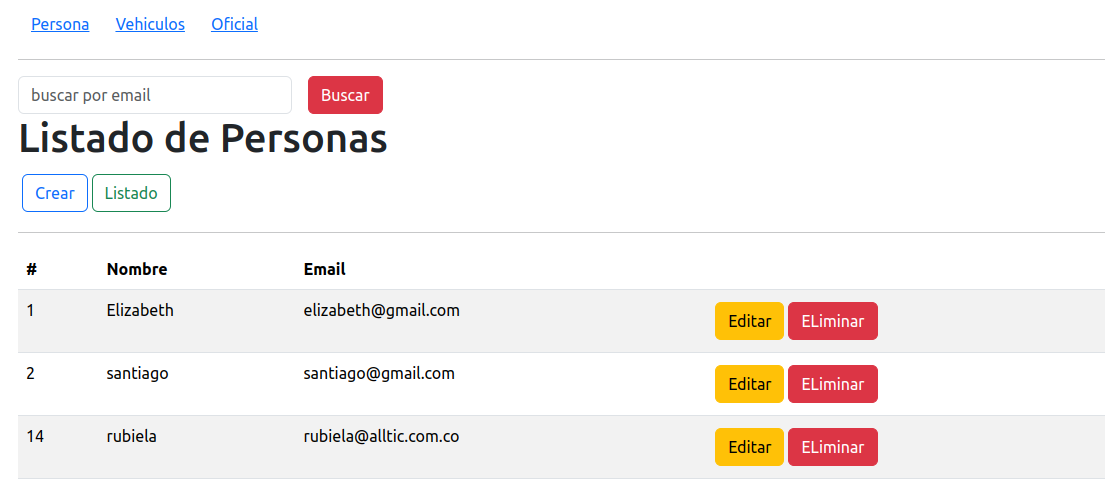 Persona Vehiculos Oficial
buscar por email Buscar
Listado de Personas
Crear Listado
# Nombre Email
1 Elizabeth elizabeth@gmail.com Editar ELiminar
2 santiago santiago@gmail.com Editar ELiminar
14 rubiela rubiela@alltic.com.co Editar ELiminar